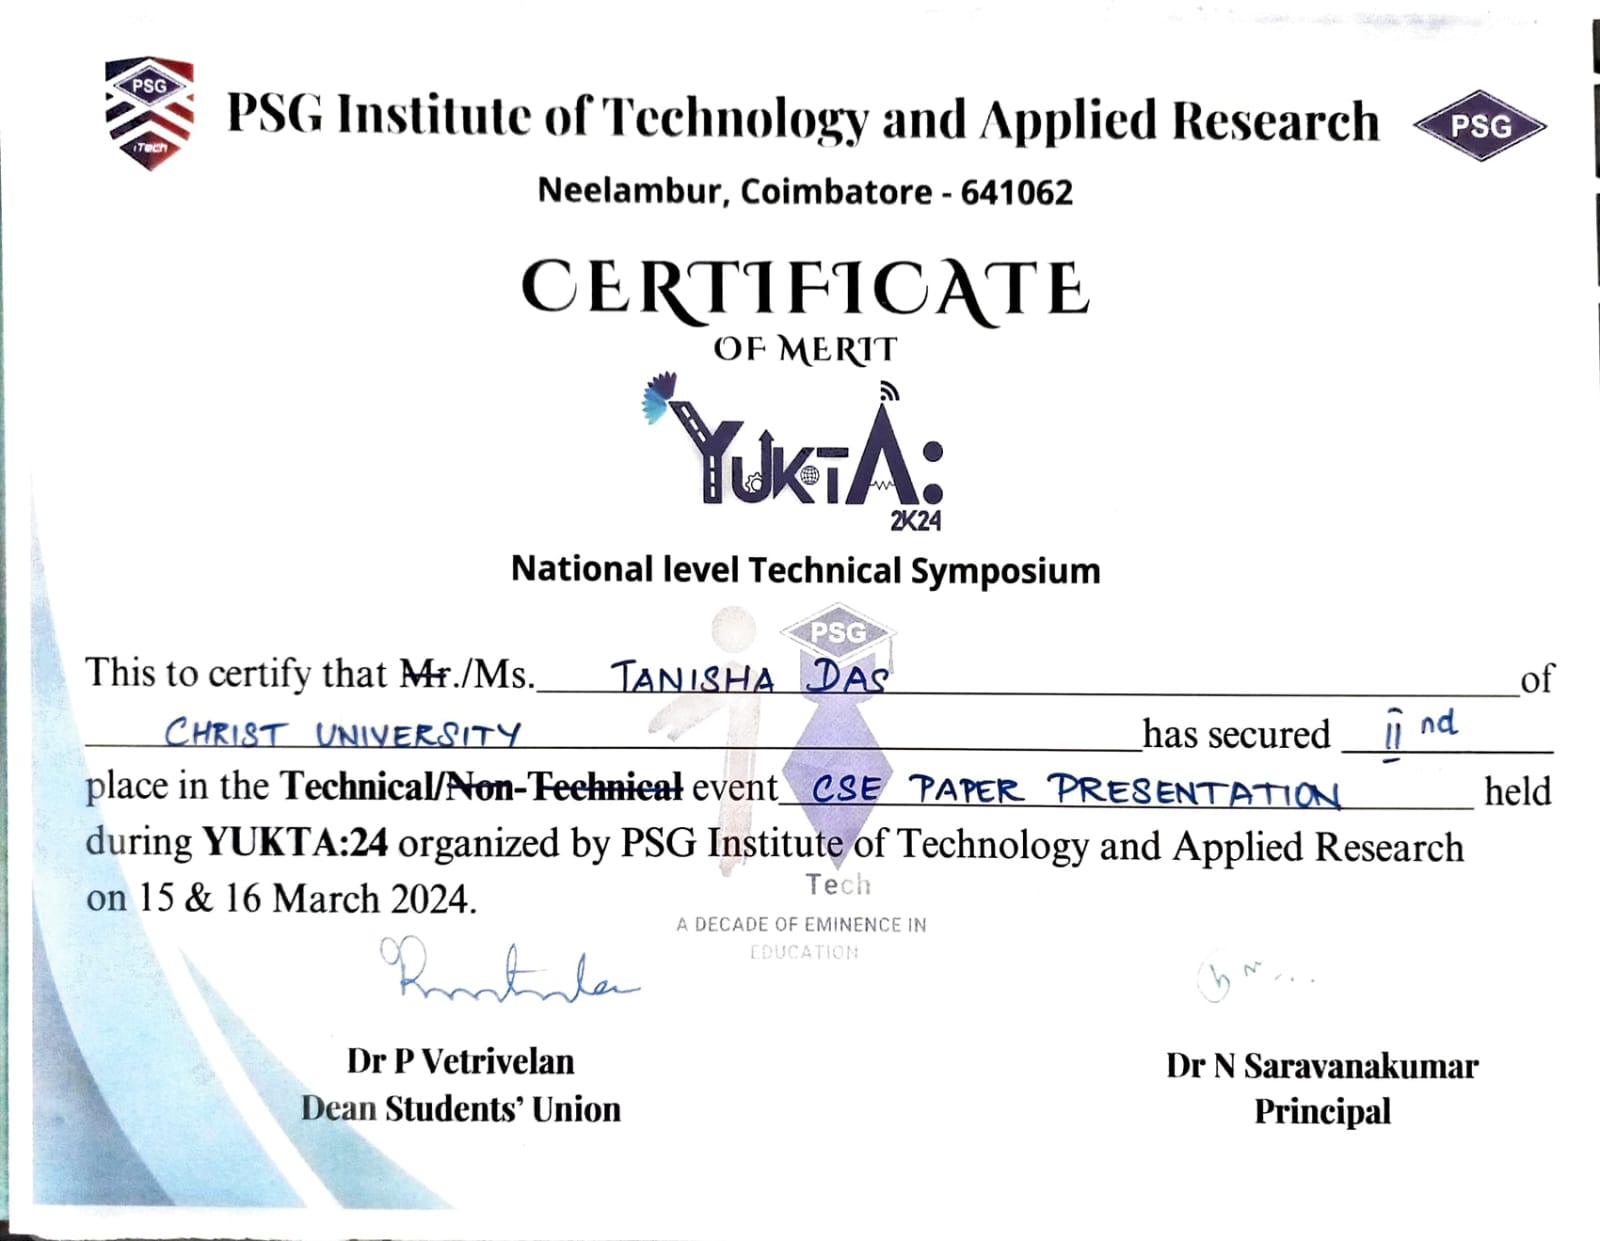 PSG
iTech
PSG Institute of Technology and Applied Research
PSG
Neelambur, Coimbatore - 641062
CERTIFICATE
OF MERIT
YUKTA:
2K24
National level Technical Symposium
PSG
This to certify that Mr./Ms. TANISHA DAS of
CHRIST UNIVERSITY has secured II nd
place in the Technical/Non-Technical event CSE PAPER PRESENTATION held
during YUKTA:24 organized by PSG Institute of Technology and Applied Research
on 15 & 16 March 2024.
Tech
A DECADE OF EMINENCE IN
EDUCATION
Dr P Vetrivelan
Dean Students' Union
Dr N Saravanakumar
Principal